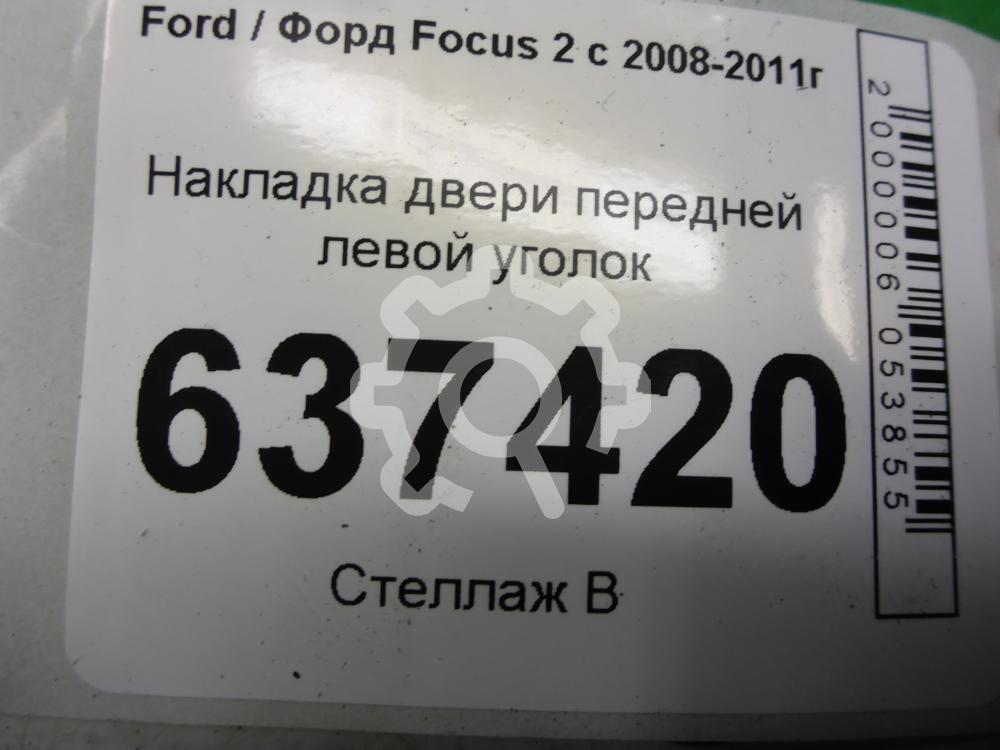 Ford / Форд Focus 2 с 2008-2011г
Накладка двери передней
левой уголок
637420
Стеллаж В
2000006053855